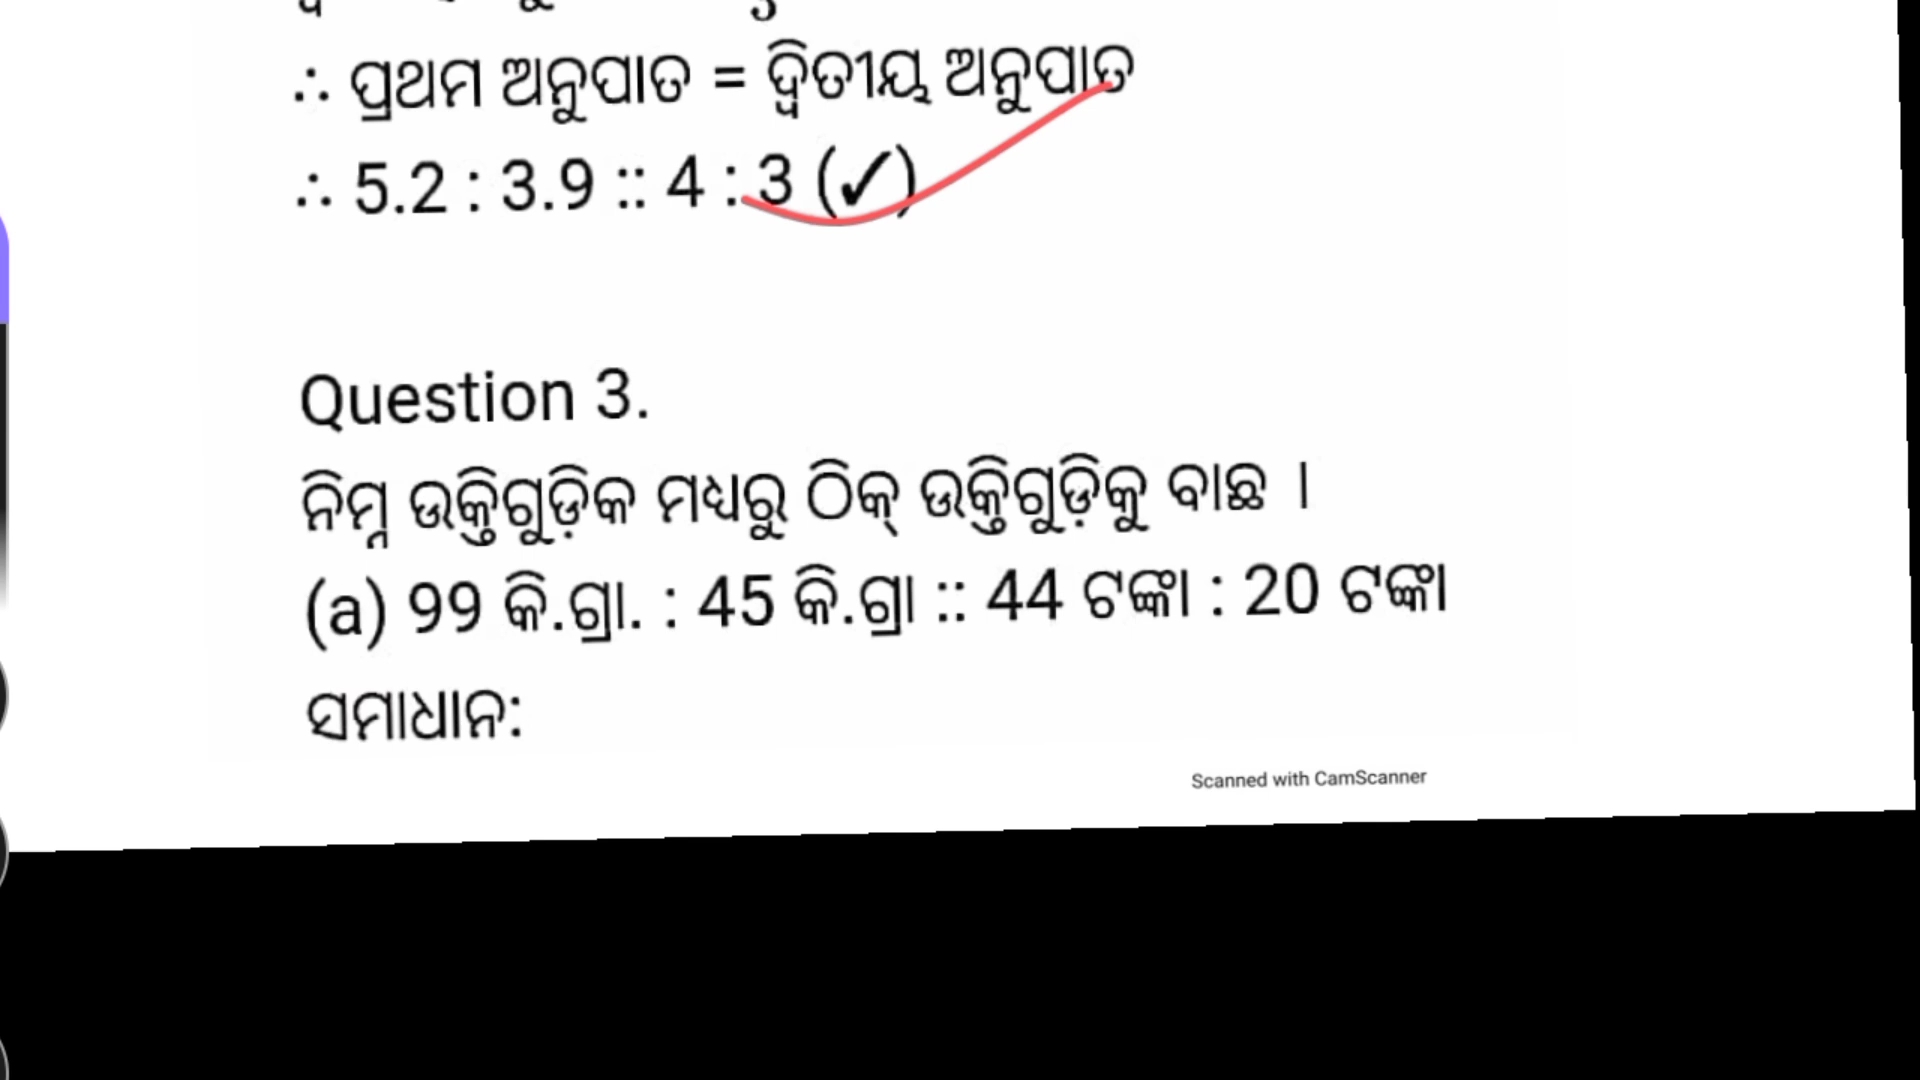 ∴ ପ୍ରଥମ ଅନୁପାତ = ଦ୍ଵିତୀୟ ଅନୁପାତ
∴ 5.2 : 3.9 :: 4 : 3 (✓)
Question 3.
ନିମ୍ନ ଉକ୍ତିଗୁଡ଼ିକ ମଧ୍ୟରୁ ଠିକ୍ ଉକ୍ତିଗୁଡ଼ିକୁ ବାଛ ।
(a) 99 କି.ଗ୍ରା. : 45 କି.ଗ୍ରା :: 44 ଟଙ୍କା : 20 ଟଙ୍କା
ସମାଧାନ:
Scanned with CamScanner